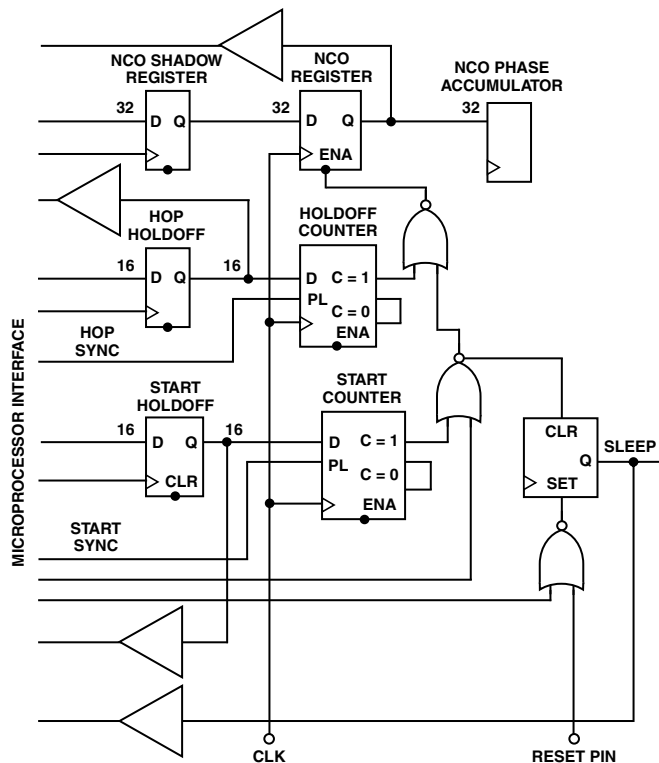 NCO SHADOW
REGISTER
NCO
REGISTER
NCO PHASE
ACCUMULATOR
32
D Q
32
D Q
ENA
32
HOP
HOLDOFF
16
D Q
16
HOLDOFF
COUNTER
D
C = 1
PL
C = 0
ENA
HOP
SYNC
MICROPROCESSOR INTERFACE
START
HOLDOFF
16
D Q
CLR
16
START
COUNTER
D
C = 1
PL
C = 0
ENA
CLR
Q
SET
SLEEP
START
SYNC
CLK
RESET PIN